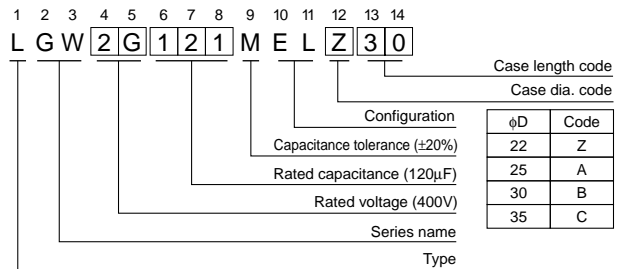 1 2 3 4 5 6 7 8 9 10 11 12 13 14
L G W 2 G 1 2 1 M E L Z 3 0
Case length code
Case dia. code
Configuration
Capacitance tolerance (±20%)
Rated capacitance (120μF)
Rated voltage (400V)
Series name
Type
ϕD Code
22 Z
25 A
30 B
35 C